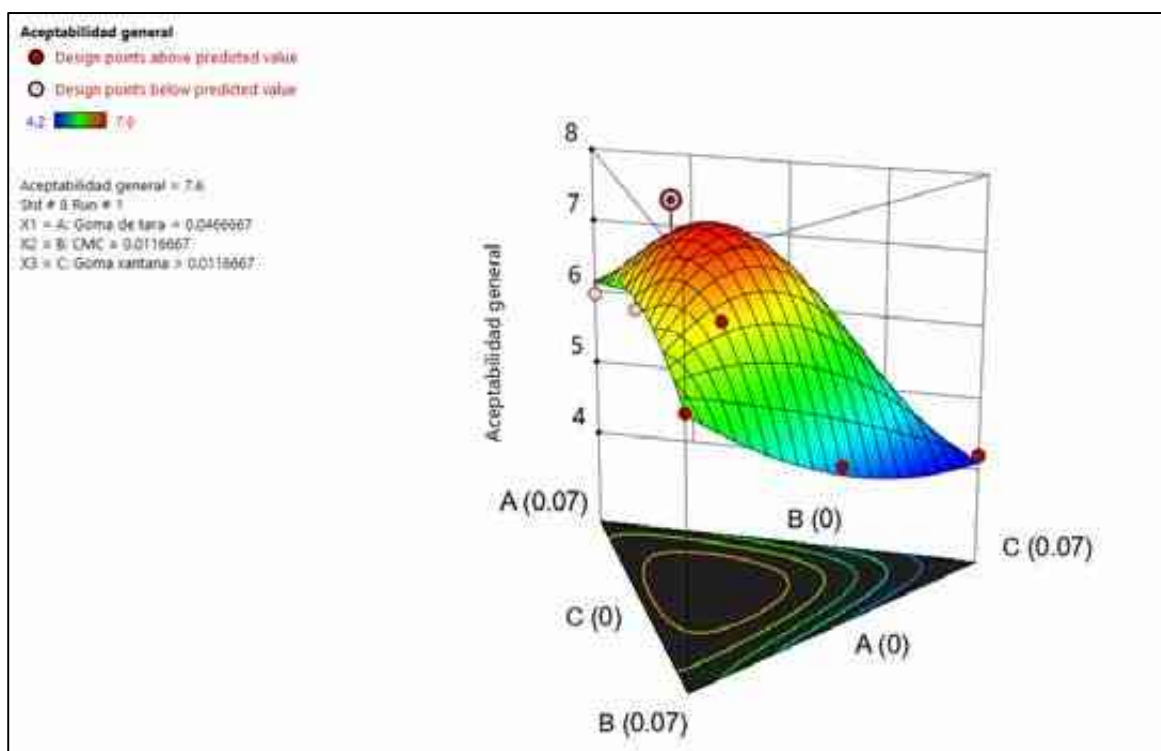 Aceptabilidad general
Design points above predicted value
Design points below predicted value
4.2 7.6
Aceptabilidad general = 7.6
Std # 8 Run # 1
X1 = A: Goma de tara = 0.0466667
X2 = B: CMC = 0.0116667
X3 = C: Goma xantana = 0.0116667
8
7
6
5
4
Aceptabilidad general
A (0.07)
B (0)
C (0.07)
C (0)
A (0)
B (0.07)